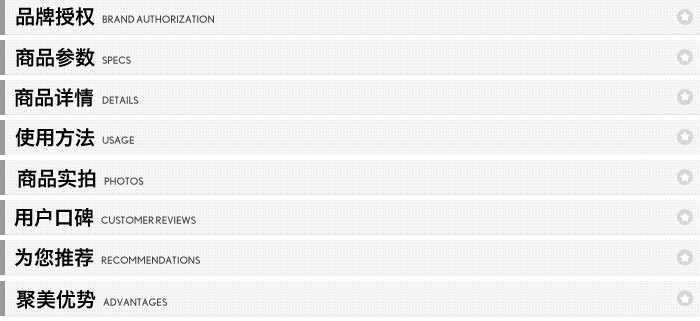 品牌授权 BRAND AUTHORIZATION
商品参数 SPECS
商品详情 DETAILS
使用方法 USAGE
商品实拍 PHOTOS
用户口碑 CUSTOMER REVIEWS
为您推荐 RECOMMENDATIONS
聚美优势 ADVANTAGES